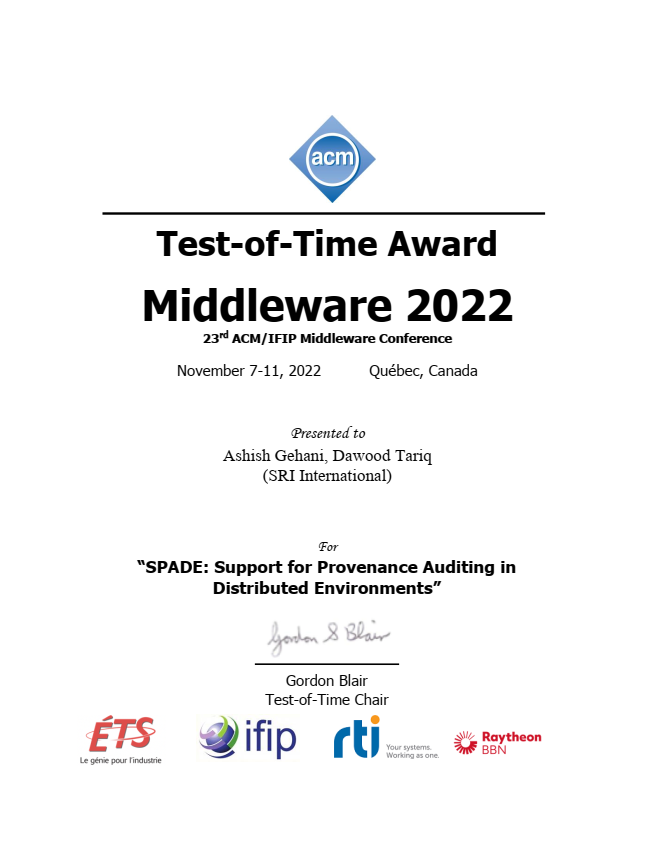 acm
Test-of-Time Award
Middleware 2022
23rd ACM/IFIP Middleware Conference
November 7-11, 2022 Québec, Canada
Presented to
Ashish Gehani, Dawood Tariq
(SRI International)
For
“SPADE: Support for Provenance Auditing in
Distributed Environments”
Gordon S Blair
Gordon Blair
Test-of-Time Chair
ÉTS
Le génie pour l’industrie
ifip
rti
Your systems.
Working as one.
Raytheon
BBN